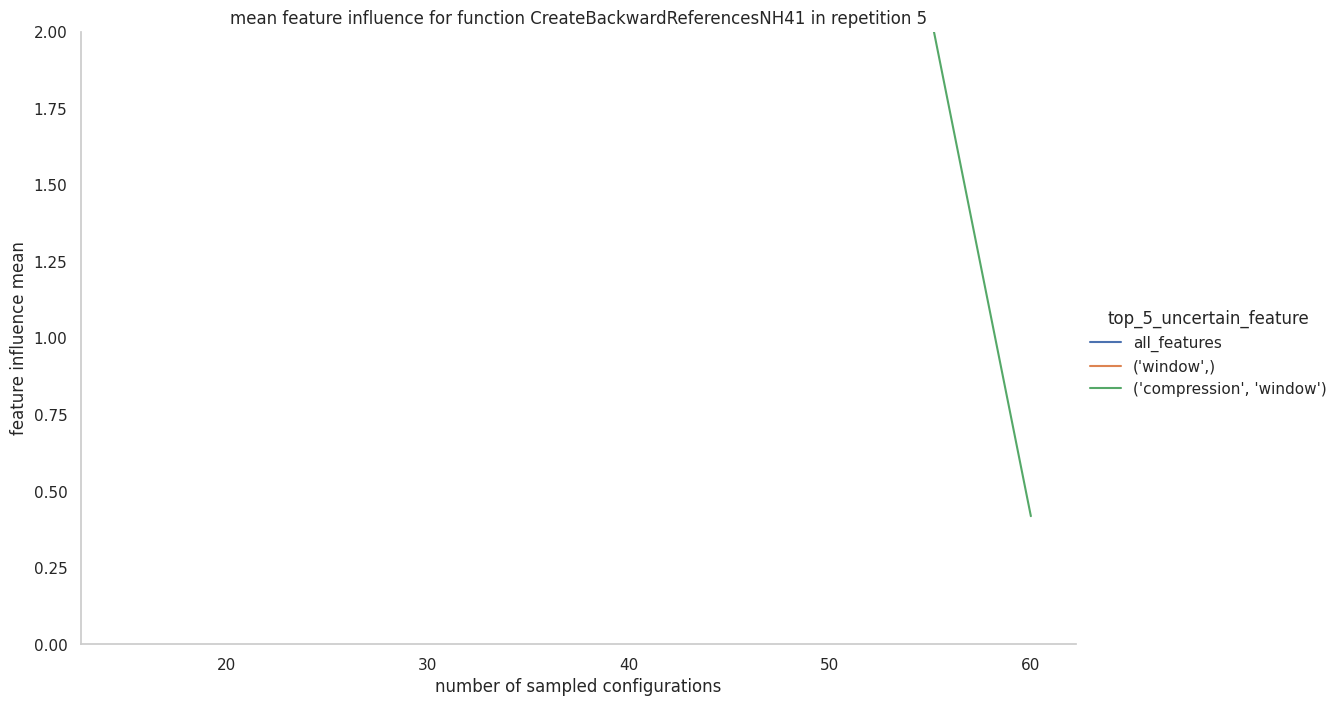 mean feature influence for function CreateBackwardReferencesNH41 in repetition 5
2.00
1.75
1.50
1.25
1.00
0.75
0.50
0.25
0.00
feature influence mean
20 30 40 50 60
number of sampled configurations
top_5_uncertain_feature
all_features
('window',)
('compression', 'window')